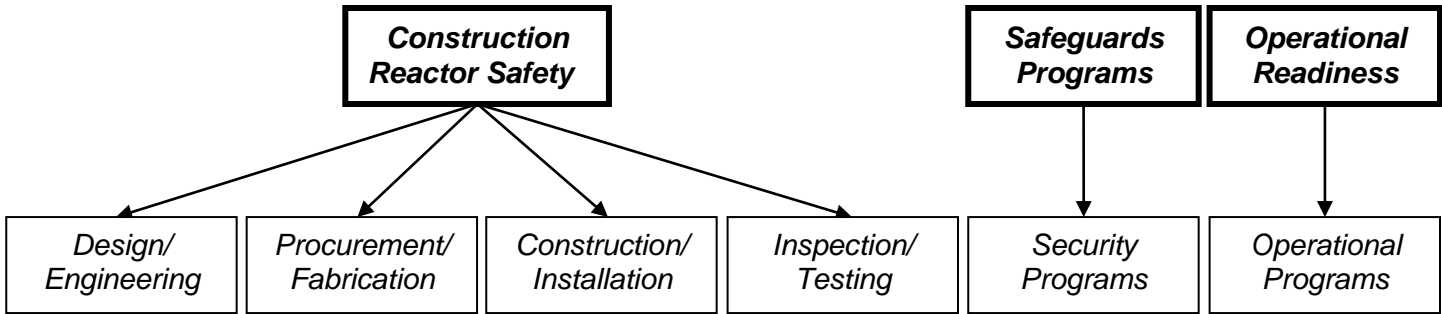 Construction
Reactor Safety
Safeguards
Programs
Operational
Readiness
Design/
Engineering
Procurement/
Fabrication
Construction/
Installation
Inspection/
Testing
Security
Programs
Operational
Programs